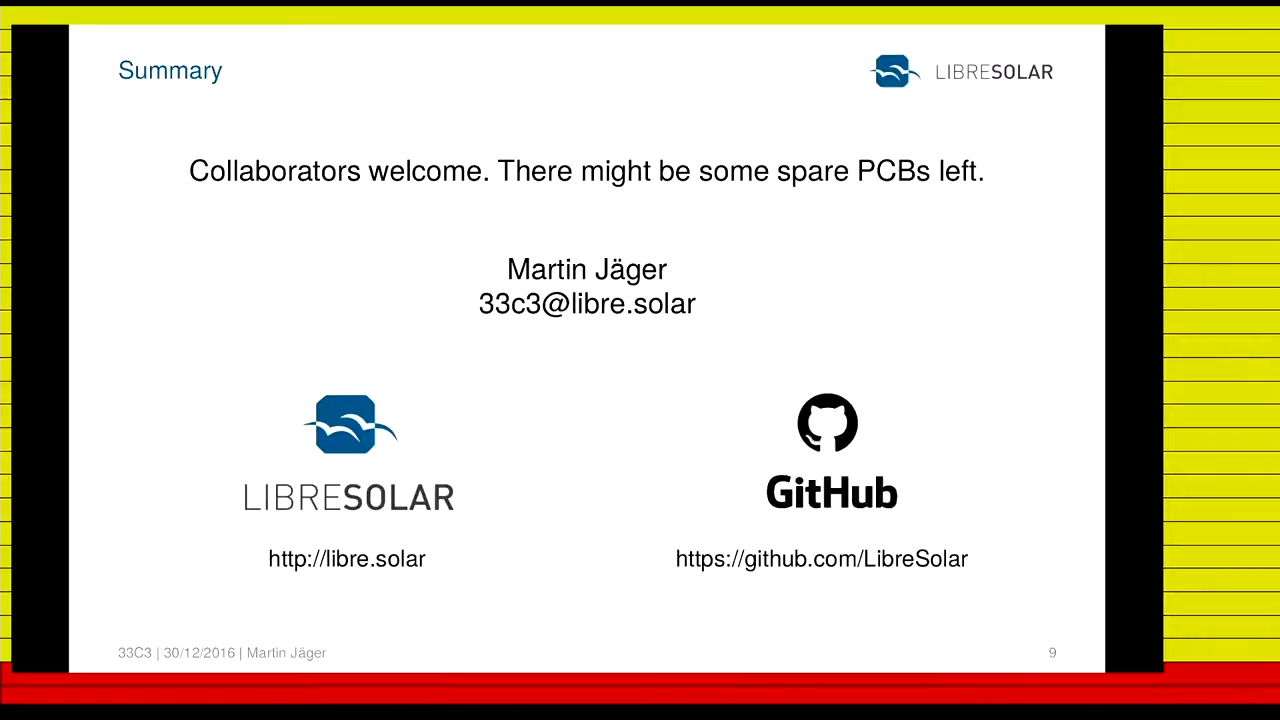 Summary
LIBRESOLAR
Collaborators welcome. There might be some spare PCBs left.
Martin Jäger
33c3@libre.solar
LIBRESOLAR
GitHub
http://libre.solar
https://github.com/LibreSolar
33C3 | 30/12/2016 | Martin Jäger
9